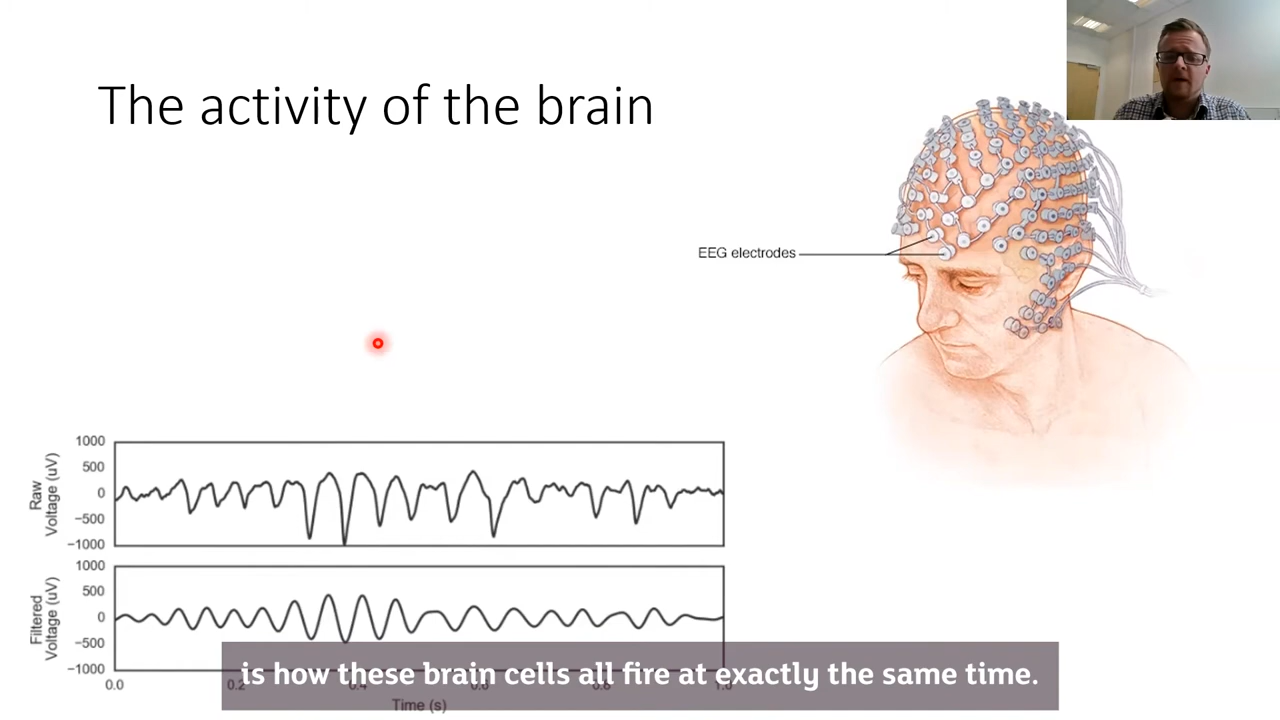 The activity of the brain
EEG electrodes
Raw
Voltage (uV)
1000
500
0
−500
−1000
Filtered
Voltage (uV)
1000
500
0
−500
−1000
0.0 0.2 0.4 0.6 0.8 1.0
Time (s)
is how these brain cells all fire at exactly the same time.